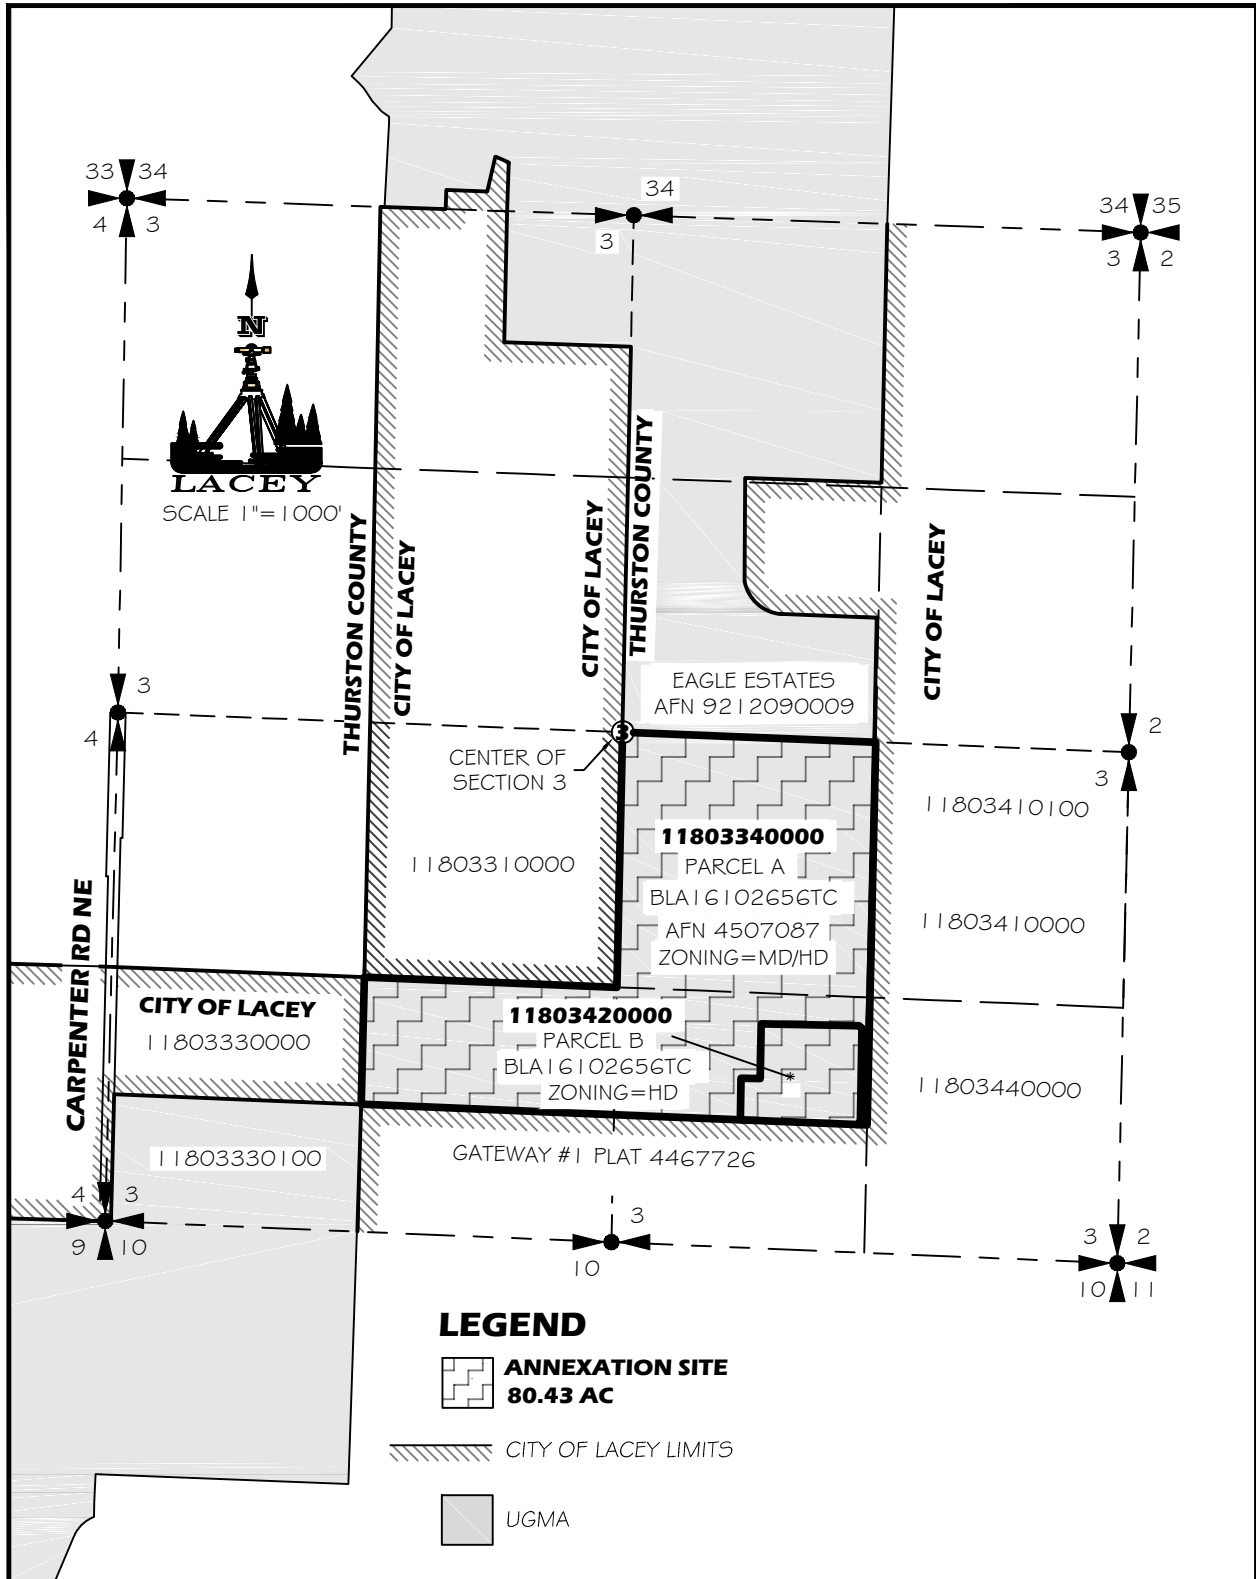 33 34
4 3
34
3
34 35
3 2
N
LACEY
SCALE 1"=1000'
THURSTON COUNTY
CITY OF LACEY
CITY OF LACEY
THURSTON COUNTY
CITY OF LACEY
EAGLE ESTATES
AFN 9212090009
3
4
3
CENTER OF
SECTION 3
2
3
11803410100
11803310000
11803340000
PARCEL A
BLA16102656TC
AFN 4507087
ZONING=MD/HD
11803410000
CARPENTER RD NE
CITY OF LACEY
11803330000
11803420000
PARCEL B
BLA16102656TC
ZONING=HD
*
11803440000
11803330100
GATEWAY #1 PLAT 4467726
4 3
9 10
3
10
3 2
10 11
LEGEND
ANNEXATION SITE
80.43 AC
CITY OF LACEY LIMITS
UGMA